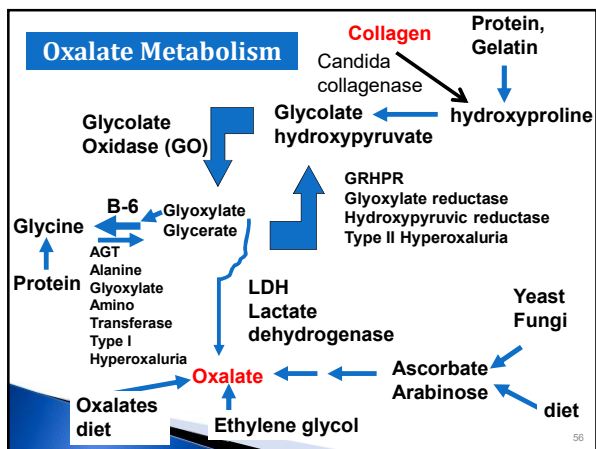 Oxalate Metabolism
Collagen
Protein,
Gelatin
Candida
collagenase
Glycolate
hydroxypyruvate
hydroxyproline
Glycolate
Oxidase (GO)
GRHPR
Glyoxylate reductase
Hydroxypyruvic reductase
Type II Hyperoxaluria
B-6
Glyoxylate
Glycerate
Glycine
Protein
AGT
Alanine
Glyoxylate
Amino
Transferase
Type I
Hyperoxaluria
LDH
Lactate
dehydrogenase
Yeast
Fungi
Oxalate
Ascorbate
Arabinose
Oxalates
diet
Ethylene glycol
diet
56